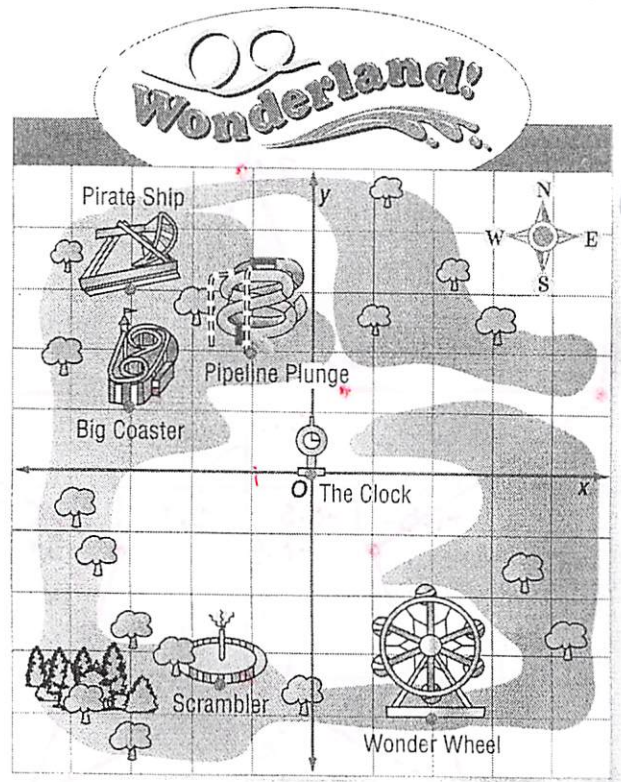 Wonderland!
Pirate Ship
y
N
W E
S
Pipeline Plunge
Big Coaster
O The Clock
x
Scrambler
Wonder Wheel